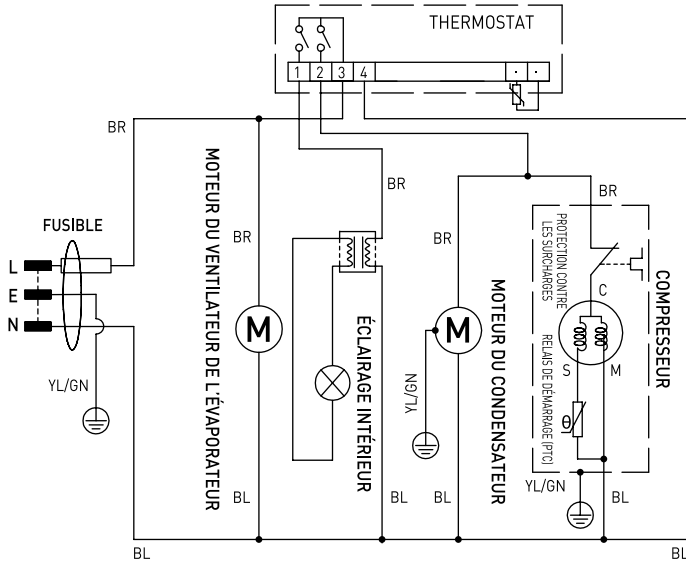 THERMOSTAT
1 2 3 4
BR
BR
BR
BR
BR
FUSIBLE
L
E
N
YL/GN
MOTEUR DU VENTILATEUR DE L'ÉVAPORATEUR
M
ÉCLAIRAGE INTÉRIEUR
YL/GN
M
MOTEUR DU CONDENSATEUR
PROTECTION CONTRE
LES SURCHARGES
C
S
M
RELAIS DE DÉMARRAGE (PTC)
θ
COMPRESSEUR
YL/GN
BL
BL
BL
BL
BL
BL